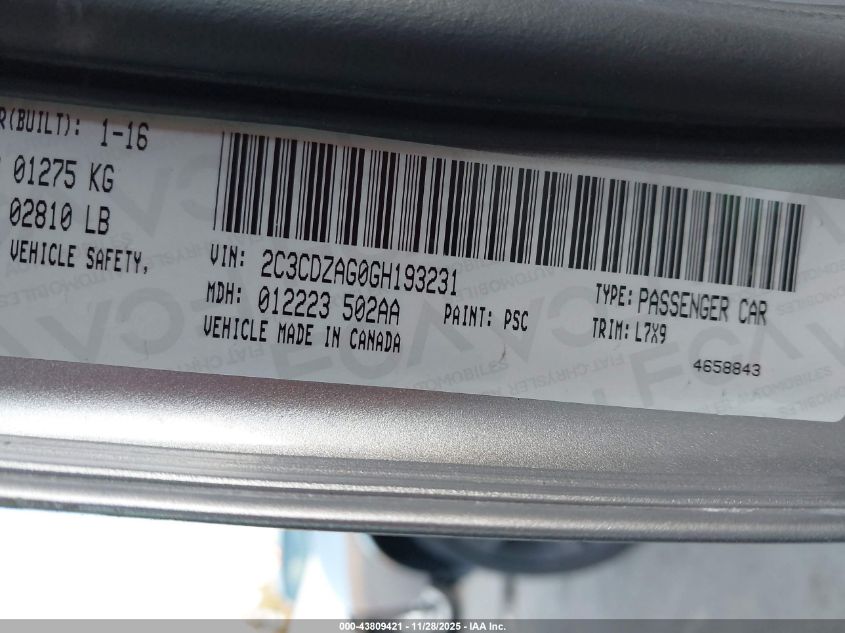 R(BUILT): 1-16
01275 KG
02810 LB
VEHICLE SAFETY,
VIN: 2C3CDZAG0GH193231
TYPE: PASSENGER CAR
MDH: 012223 502AA
PAINT: PSC
TRIM: L7X9
VEHICLE MADE IN CANADA
4658843
000-43809421 - 11/28/2025 - IAA Inc.